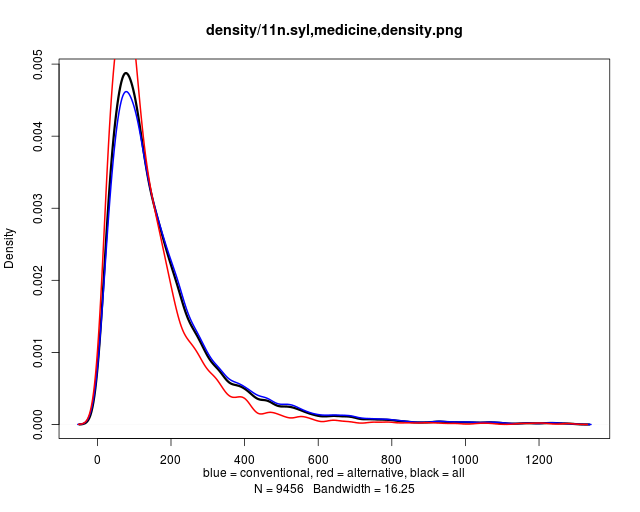 density/11n.syl,medicine,density.png
Density
0.005
0.004
0.003
0.002
0.001
0.000
0 200 400 600 800 1000 1200
blue = conventional, red = alternative, black = all
N = 9456 Bandwidth = 16.25